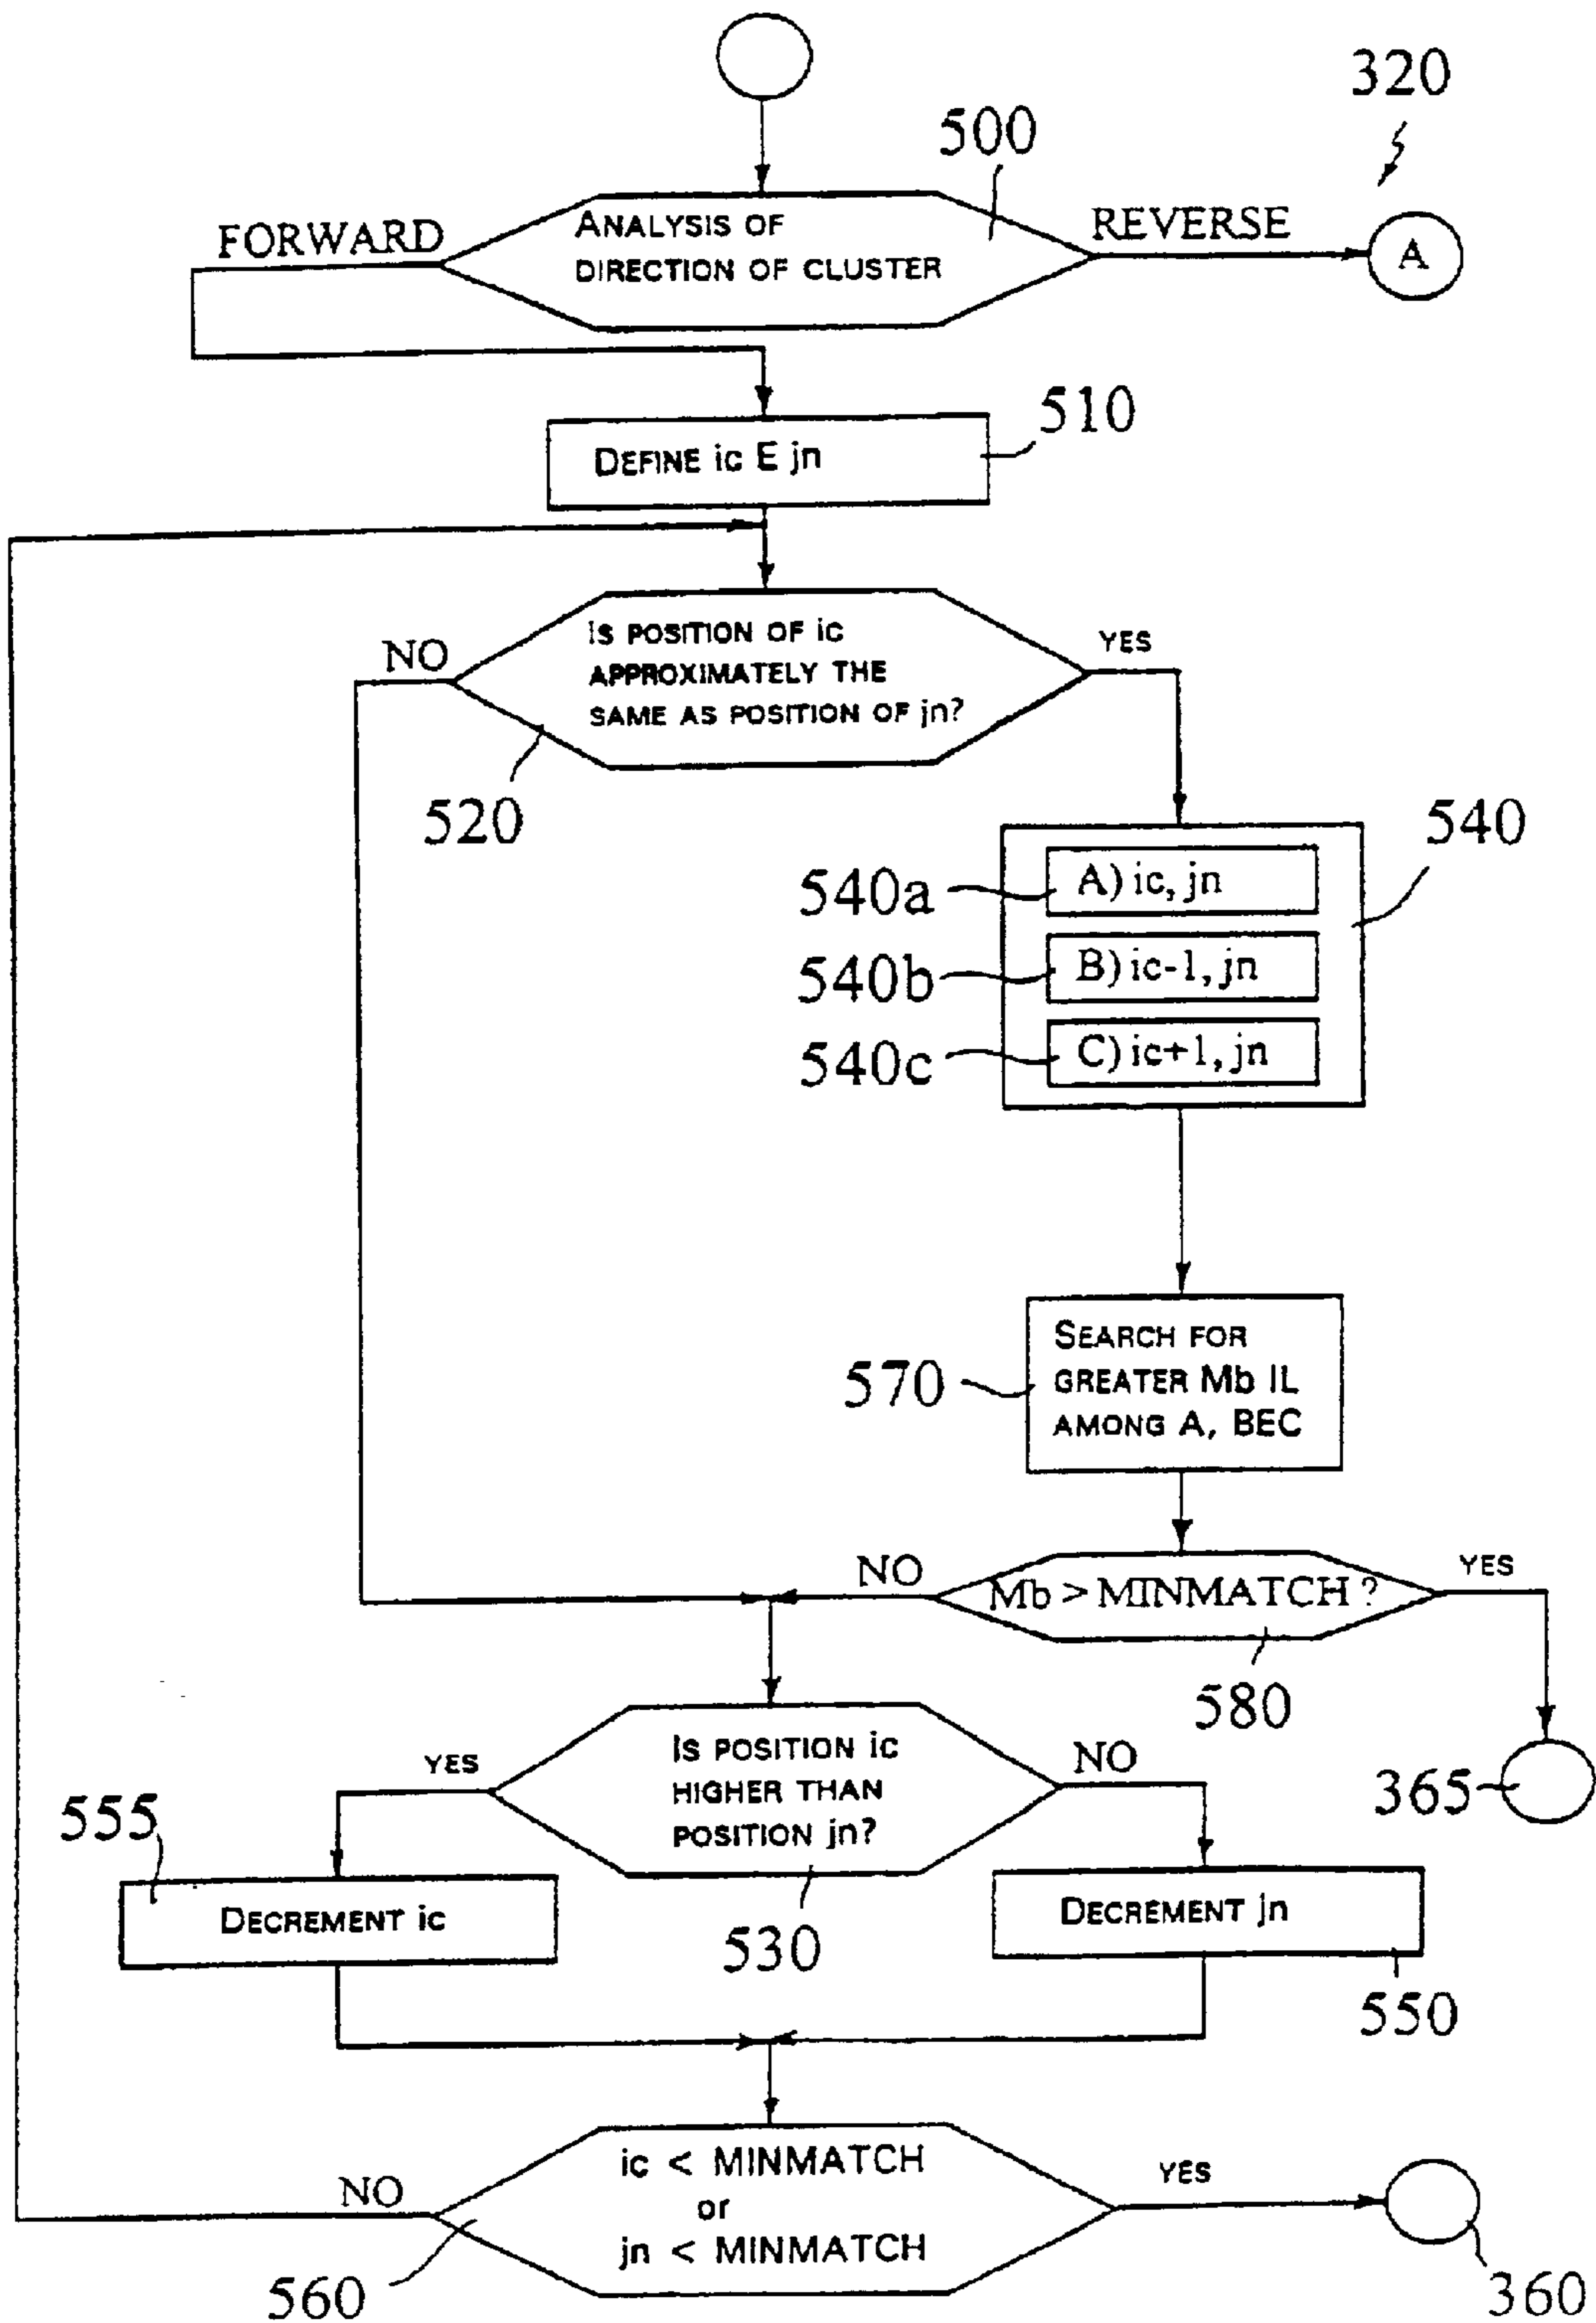 320
500
FORWARD
ANALYSIS OF
DIRECTION OF CLUSTER
REVERSE
A
510
DEFINE ic E jn
NO
IS POSITION OF ic
APPROXIMATELY THE
SAME AS POSITION OF jn?
YES
520
540
540a
A) ic, jn
540b
B) ic-1, jn
540c
C) ic+1, jn
570
SEARCH FOR
GREATER Mb IL
AMONG A, BEC
NO
Mb > MINMATCH ?
YES
580
365
YES
IS POSITION ic
HIGHER THAN
POSITION jn?
NO
555
DECREMENT ic
530
DECREMENT jn
550
NO
ic < MINMATCH
or
jn < MINMATCH
YES
560
360